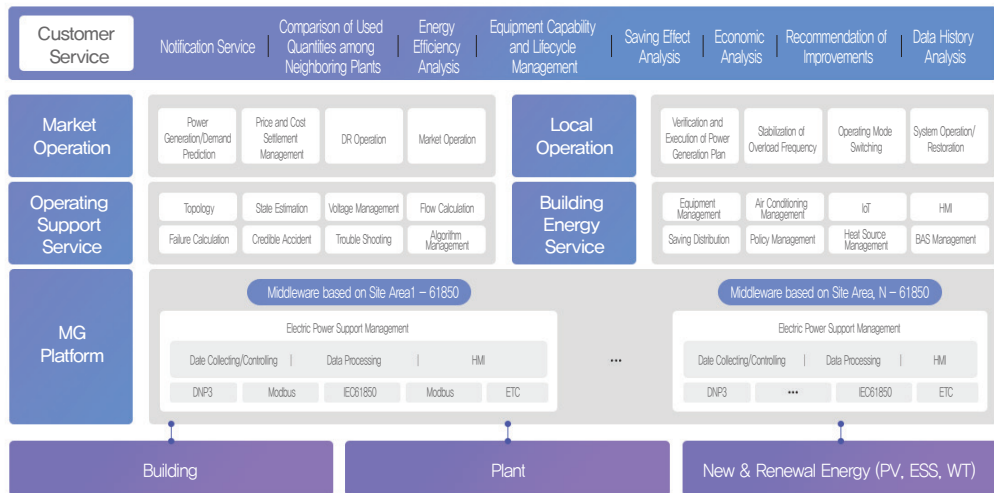 Customer
Service
Notification Service
Comparison of Used
Quantities among
Neighboring Plants
Energy
Efficiency
Analysis
Equipment Capability
and Lifecycle
Management
Saving Effect
Analysis
Economic
Analysis
Recommendation of
Improvements
Data History
Analysis
Market
Operation
Power
Generation/Demand
Prediction
Price and Cost
Settlement
Management
DR Operation
Market Operation
Local
Operation
Verification and
Execution of Power
Generation Plan
Stabilization of
Overload Frequency
Operating Mode
Switching
System Operation/
Restoration
Operating
Support
Service
Topology
State Estimation
Voltage Management
Flow Calculation
Failure Calculation
Credible Accident
Trouble Shooting
Algorithm
Management
Building
Energy
Service
Equipment
Management
Air Conditioning
Management
IoT
HMI
Saving Distribution
Policy Management
Heat Source
Management
BAS Management
MG
Platform
Middleware based on Site Area1 – 61850
Electric Power Support Management
Date Collecting/Controlling | Data Processing | HMI
DNP3
Modbus
IEC61850
Modbus
ETC
•••
Middleware based on Site Area, N – 61850
Electric Power Support Management
Date Collecting/Controlling | Data Processing | HMI
DNP3
•••
IEC61850
ETC
Building
Plant
New & Renewal Energy (PV, ESS, WT)